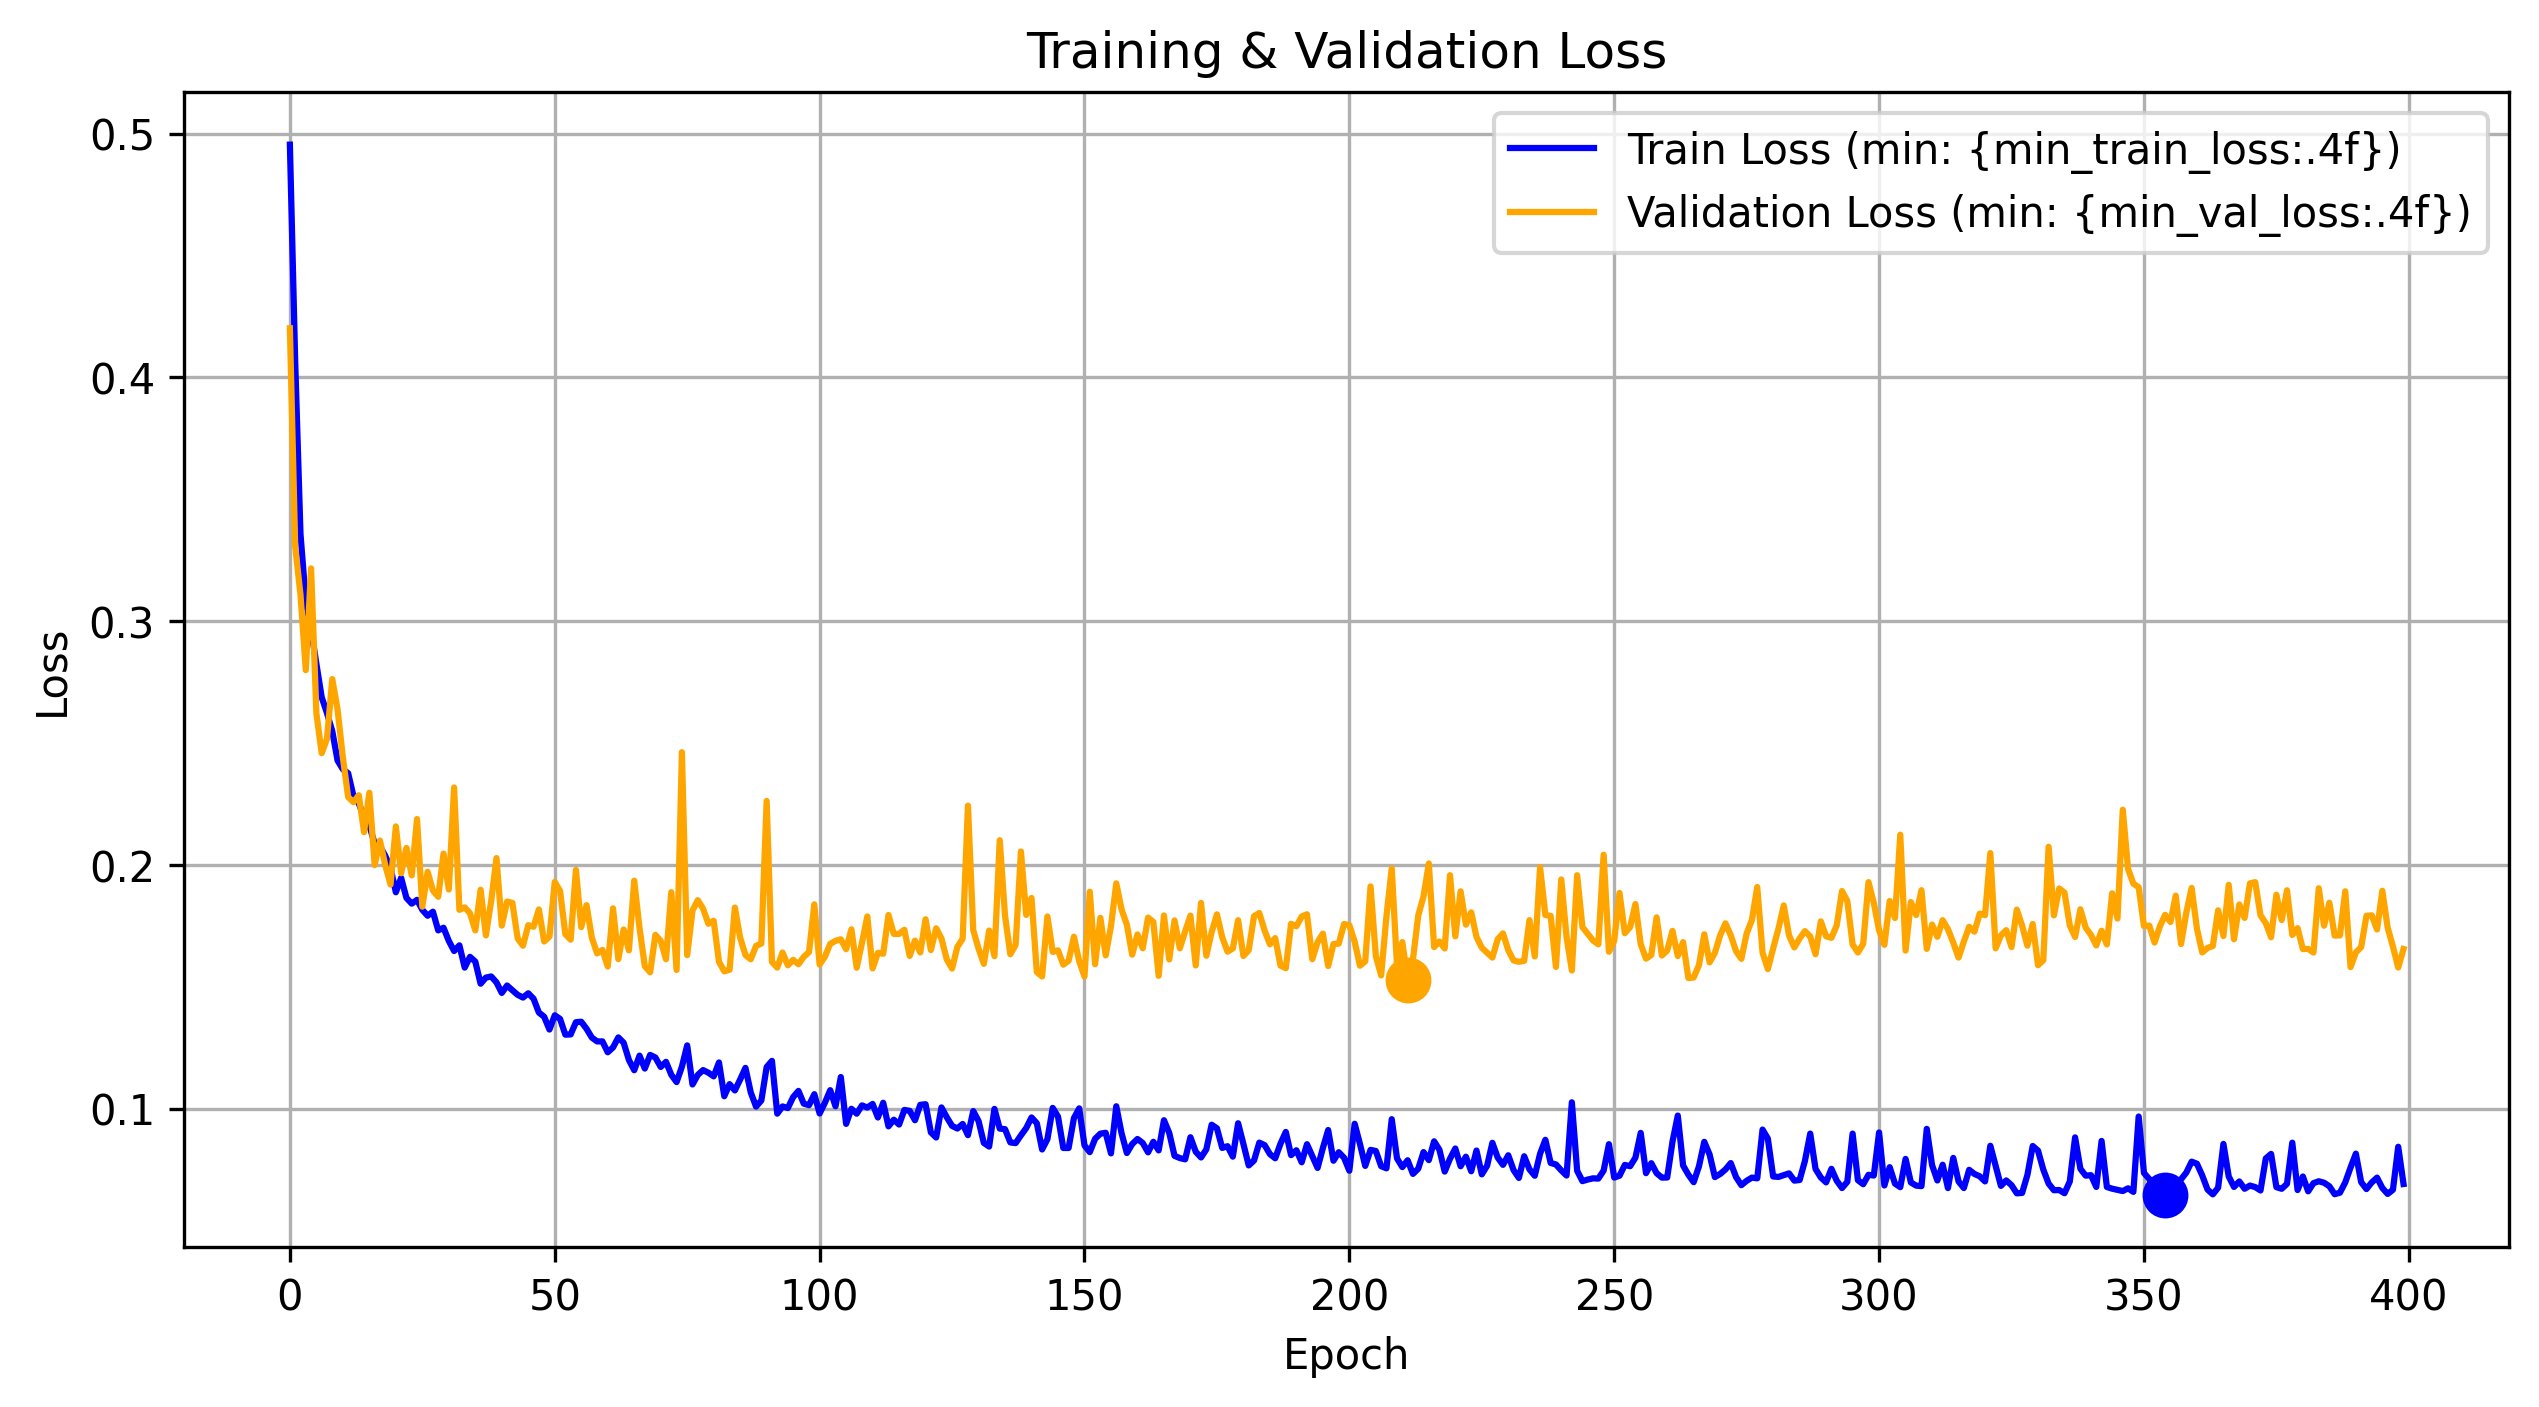 Training & Validation Loss
Train Loss (min: {min_train_loss:.4f})
Validation Loss (min: {min_val_loss:.4f})
0.5
0.4
0.3
0.2
0.1
Loss
0 50 100 150 200 250 300 350 400
Epoch